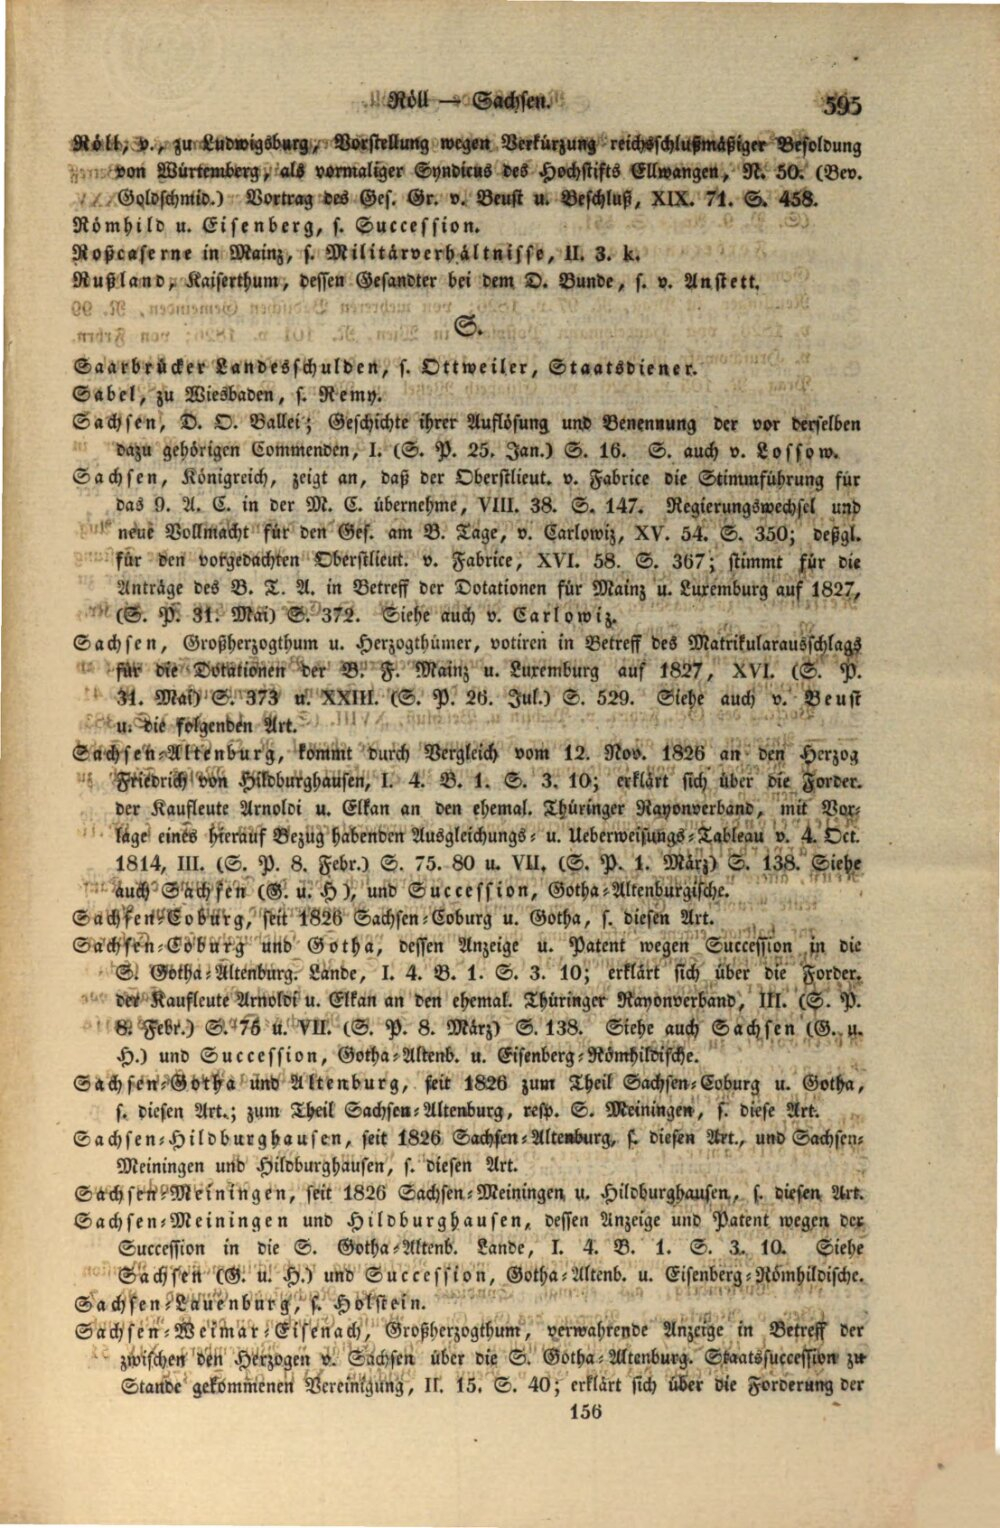 Röll — Sachsen. 595
Röll, v., zu Ludwigsburg, Vorstellung wegen Verkürzung reichsschlußmäßiger Besoldung
von Würtemberg, als vormaliger Syndicus des Hochstifts Ellwangen, N. 50. (Bev.
Goldschmid.) Vortrag des Ges. Gr. v. Beust u. Beschluß, XIX. 71. S. 458.
Römhild u. Eisenberg, s. Succession.
Roßcaserne in Mainz, s. Militärverhältnisse, II. 3. k.
Rußland, Kaiserthum, dessen Gesandter bei dem D. Bunde, s. v. Anstett.
S.
Saarbrücker Landesschulden, s. Ottweiler, Staatsdiener.
Sabel, zu Wiesbaden, s. Remy.
Sachsen, D. O. Ballei; Geschichte ihrer Auflösung und Benennung der vor derselben
dazu gehörigen Commenden, I. (S. P. 25. Jan.) S. 16. S. auch v. Lossow.
Sachsen, Königreich, zeigt an, daß der Oberstlieut. v. Fabrice die Stimmführung für
das 9. A. C. in der M. C. übernehme, VIII. 38. S. 147. Regierungswechsel und
neue Vollmacht für den Ges. am B. Tage, v. Carlowiz, XV. 54. S. 350; deßgl.
für den vorgedachten Oberstlieut. v. Fabrice, XVI. 58. S. 367; stimmt für die
Anträge des B. T. A. in Betreff der Dotationen für Mainz u. Luxemburg auf 1827,
(S. P. 31. Mai) S. 372. Siehe auch v. Carlowiz.
Sachsen, Großherzogthum u. Herzogthümer, votiren in Betreff des Matrikularausschlags
für die Dotationen der B. F. Mainz u. Luxemburg auf 1827, XVI. (S. P.
31. Mai) S. 373 u. XXIII. (S. P. 26. Jul.) S. 529. Siehe auch v. Beust
u. die folgenden Art.
Sachsen-Altenburg, kommt durch Vergleich vom 12. Nov. 1826 an den Herzog
Friedrich von Hildburghausen, I. 4. B. 1. S. 3. 10; erklärt sich über die Forder.
der Kaufleute Arnoldi u. Elkan an den ehemal. Thüringer Rayonverband, mit Vor-
lage eines hierauf Bezug habenden Ausgleichungs- u. Ueberweisungs-Tableau v. 4. Oct.
1814, III. (S. P. 8. Febr.) S. 75. 80 u. VII. (S. P. 1. März) S. 138. Siehe
auch Sachsen (G. u. H), und Succession, Gotha-Altenburgische.
Sachsen-Coburg, seit 1826 Sachsen-Coburg u. Gotha, s. diesen Art.
Sachsen-Coburg und Gotha, dessen Anzeige u. Patent wegen Succession in die
S. Gotha-Altenburg. Lande, I. 4. B. 1. S. 3. 10; erklärt sich über die Forder.
der Kaufleute Arnoldi u. Elkan an den ehemal. Thüringer Rayonverband, III. (S. P.
8. Febr.) S. 75 u. VII. (S. P. 8. März) S. 138. Siehe auch Sachsen (G. u.
H.) und Succession, Gotha-Altenb. u. Eisenberg-Römhildische.
Sachsen-Gotha und Altenburg, seit 1826 zum Theil Sachsen-Coburg u. Gotha,
s. diesen Art.; zum Theil Sachsen-Altenburg, resp. S. Meiningen, s. diese Art.
Sachsen-Hildburghausen, seit 1826 Sachsen-Altenburg, s. diesen Art., und Sachsen-
Meiningen und Hildburghausen, s. diesen Art.
Sachsen-Meiningen, seit 1826 Sachsen-Meiningen u. Hildburghausen, s. diesen Art.
Sachsen-Meiningen und Hildburghausen, dessen Anzeige und Patent wegen der
Succession in die S. Gotha-Altenb. Lande, I. 4. B. 1. S. 3. 10. Siehe
Sachsen (G. u. H.) und Succession, Gotha-Altenb. u. Eisenberg-Römhildische.
Sachsen-Lauenburg, s. Holstein.
Sachsen-Weimar-Eisenach, Großherzogthum, verwahrende Anzeige in Betreff der
zwischen den Herzogen v. Sachsen über die S. Gotha-Altenburg. Staatssuccession zu
Stande gekommenen Vereinigung, II. 15. S. 40; erklärt sich über die Forderung der
156